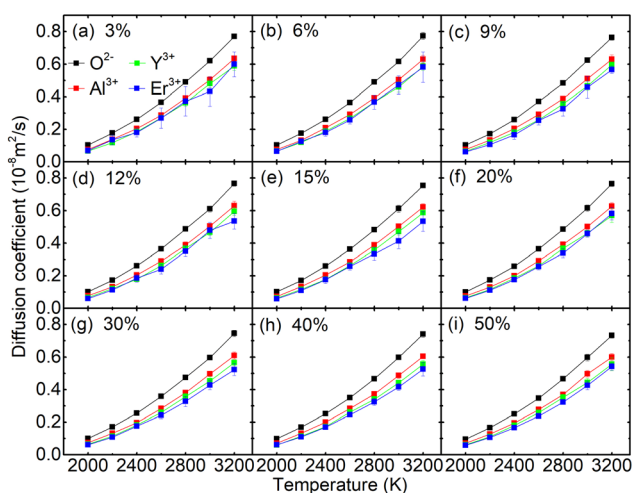 (a) 3%
(b) 6%
(c) 9%
O²⁻
Y³⁺
Al³⁺
Er³⁺
0.8
0.6
0.4
0.2
0.0
(d) 12%
(e) 15%
(f) 20%
0.6
0.4
0.2
0.0
(g) 30%
(h) 40%
(i) 50%
0.8
0.6
0.4
0.2
0.0
2000 2400 2800 3200 2000 2400 2800 3200 2000 2400 2800 3200
Temperature (K)
Diffusion coefficient (10⁻⁸m²/s)